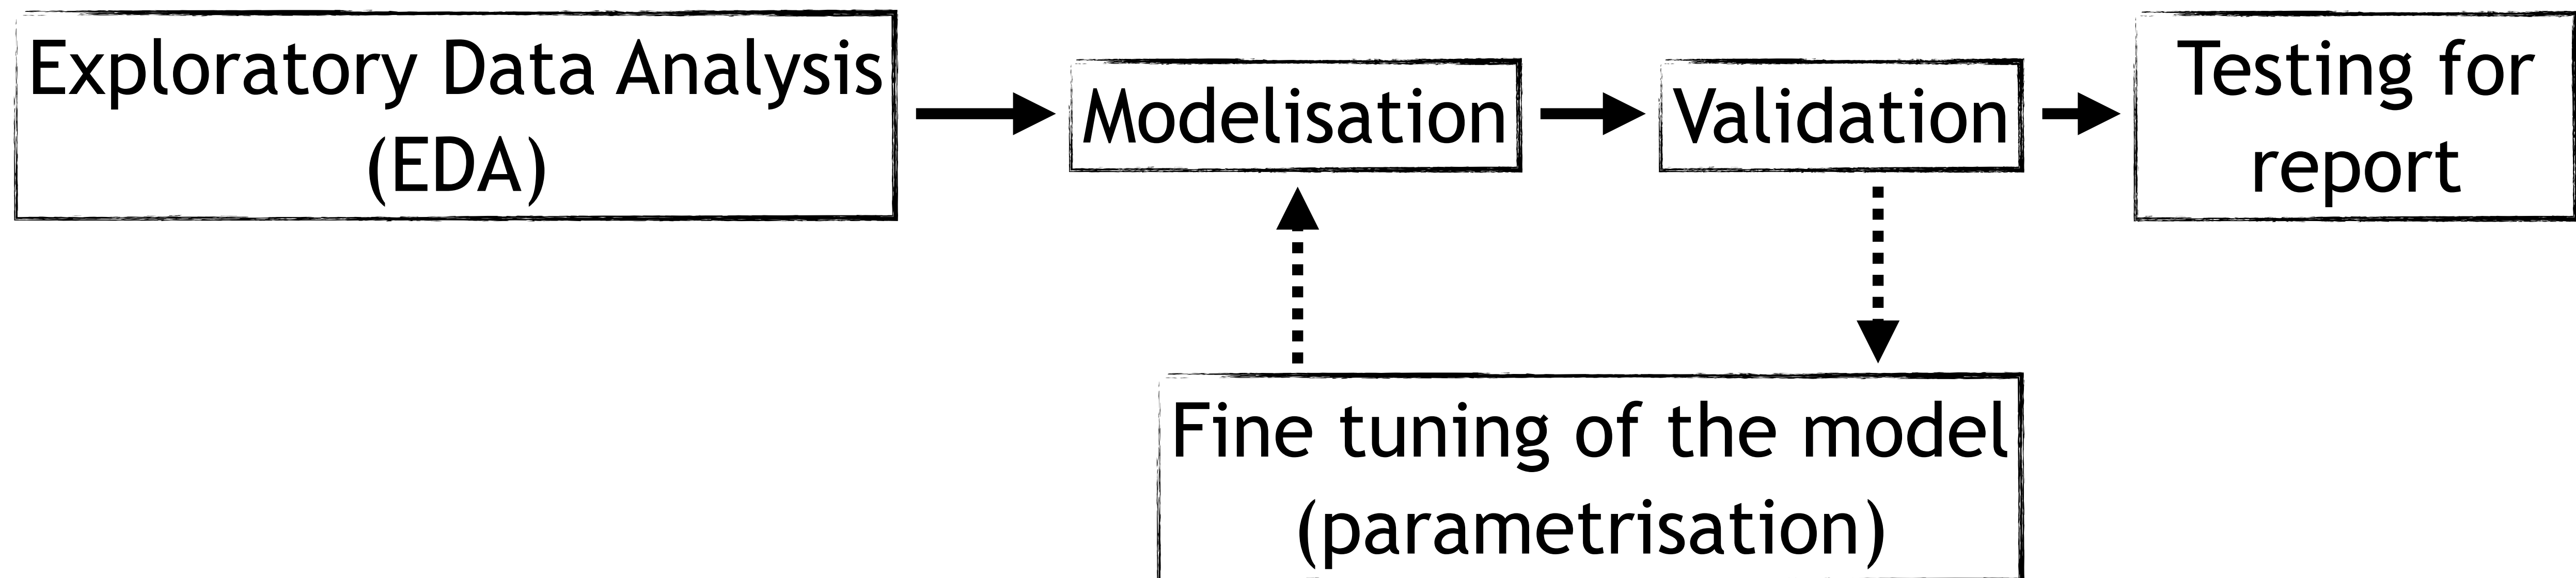 Exploratory Data Analysis
(EDA)
Modelisation
Validation
Testing for
report
Fine tuning of the model
(parametrisation)